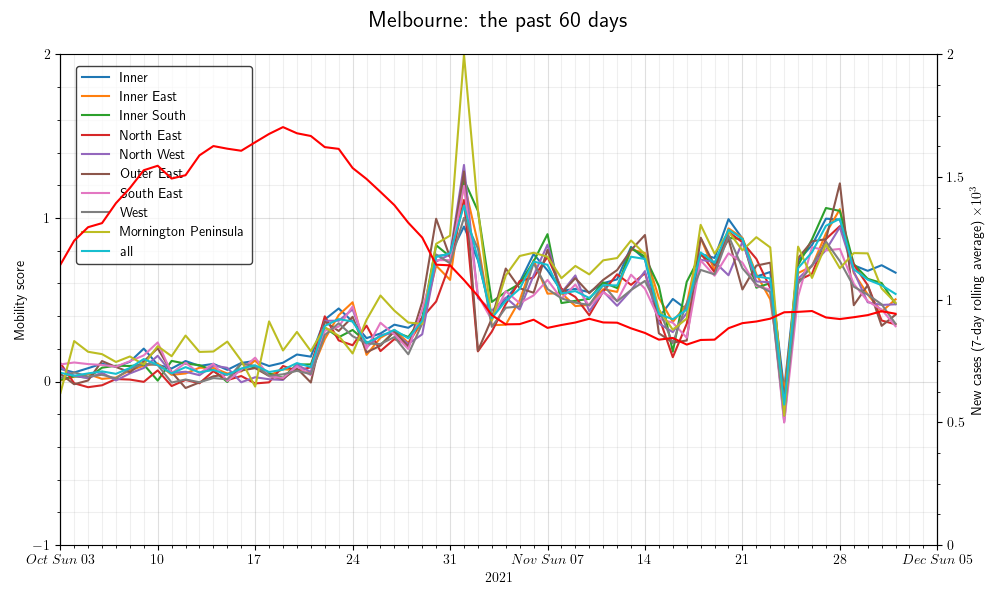 Melbourne: the past 60 days
Mobility score
2
1
0
−1
Inner
Inner East
Inner South
North East
North West
Outer East
South East
West
Mornington Peninsula
all
2
1.5
1
0.5
0
New cases (7-day rolling average) ×10³
Oct Sun 03 10 17 24 31 Nov Sun 07 14 21 28 Dec Sun 05
2021